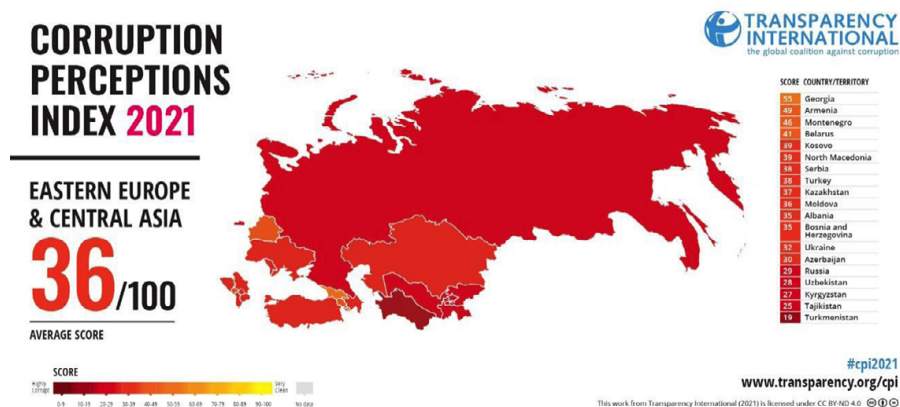 CORRUPTION
PERCEPTIONS
INDEX 2021
EASTERN EUROPE
& CENTRAL ASIA
36/100
AVERAGE SCORE
TRANSPARENCY
INTERNATIONAL
the global coalition against corruption
SCORE COUNTRY/TERRITORY
55 Georgia
49 Armenia
46 Montenegro
41 Belarus
39 Kosovo
39 North Macedonia
38 Serbia
38 Turkey
37 Kazakhstan
36 Moldova
35 Albania
35 Bosnia and
Herzegovina
32 Ukraine
30 Azerbaijan
29 Russia
28 Uzbekistan
27 Kyrgyzstan
25 Tajikistan
19 Turkmenistan
SCORE
Highly
Corrupt
Very
Clean
0-9 10-19 20-29 30-39 40-49 50-59 60-69 70-79 80-89 90-100 No data
#cpi2021
www.transparency.org/cpi
This work from Transparency International (2021) is licensed under CC BY-ND 4.0